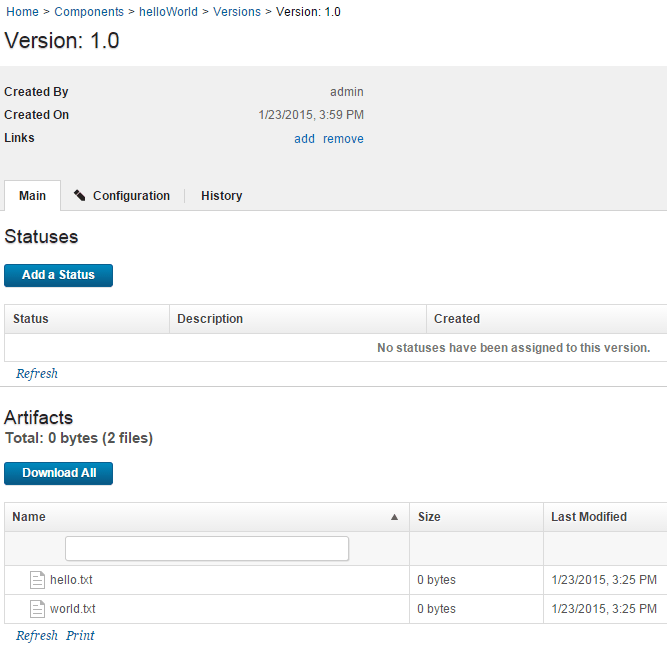 Home > Components > helloWorld > Versions > Version: 1.0
Version: 1.0
Created By admin
Created On 1/23/2015, 3:59 PM
Links add remove
Main Configuration History
Statuses
Add a Status
Status Description Created
No statuses have been assigned to this version.
Refresh
Artifacts
Total: 0 bytes (2 files)
Download All
Name Size Last Modified
hello.txt 0 bytes 1/23/2015, 3:25 PM
world.txt 0 bytes 1/23/2015, 3:25 PM
Refresh Print